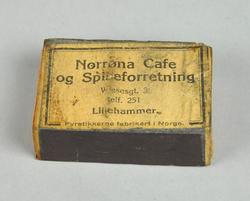 Norrøna Cafe
og Spiseforretning
telf. 251
Lillehammer.
Fyrstikkerne fabrikert i Norge.